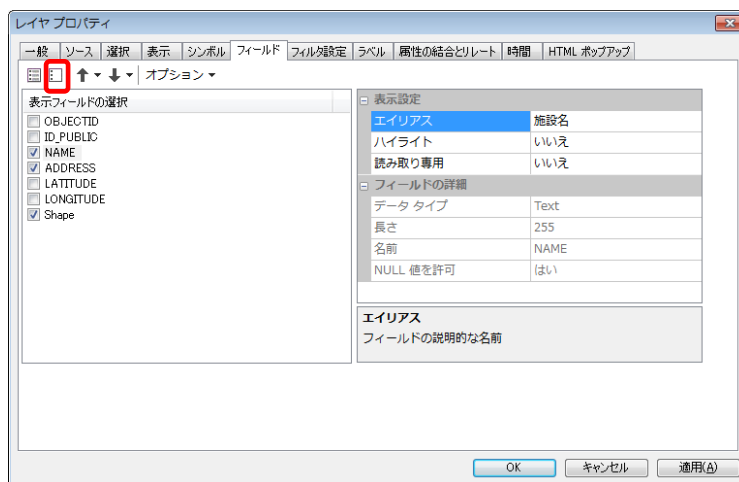 レイヤ プロパティ
一般 ソース 選択 表示 シンボル フィールド フィルタ設定 ラベル 属性の結合とリレート 時間 HTML ポップアップ
オプション
表示フィールドの選択
OBJECTID
ID_PUBLIC
NAME
ADDRESS
LATITUDE
LONGITUDE
Shape
表示設定
エイリアス 施設名
ハイライト いいえ
読み取り専用 いいえ
フィールドの詳細
データ タイプ Text
長さ 255
名前 NAME
NULL 値を許可 はい
エイリアス
フィールドの説明的な名前
OK キャンセル 適用(A)